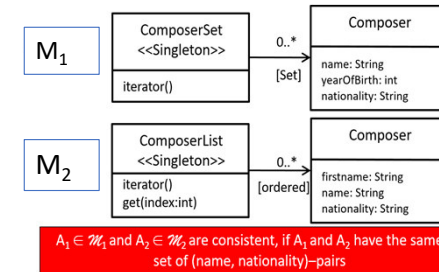 M1
ComposerSet
<<Singleton>>
iterator()
0..*
[Set]
Composer
name: String
yearOfBirth: int
nationality: String
M2
ComposerList
<<Singleton>>
iterator()
get(index:int)
0..*
[ordered]
Composer
firstname: String
name: String
nationality: String
A1 ∈ ℳ1 and A2 ∈ ℳ2 are consistent, if A1 and A2 have the same
set of (name, nationality)–pairs